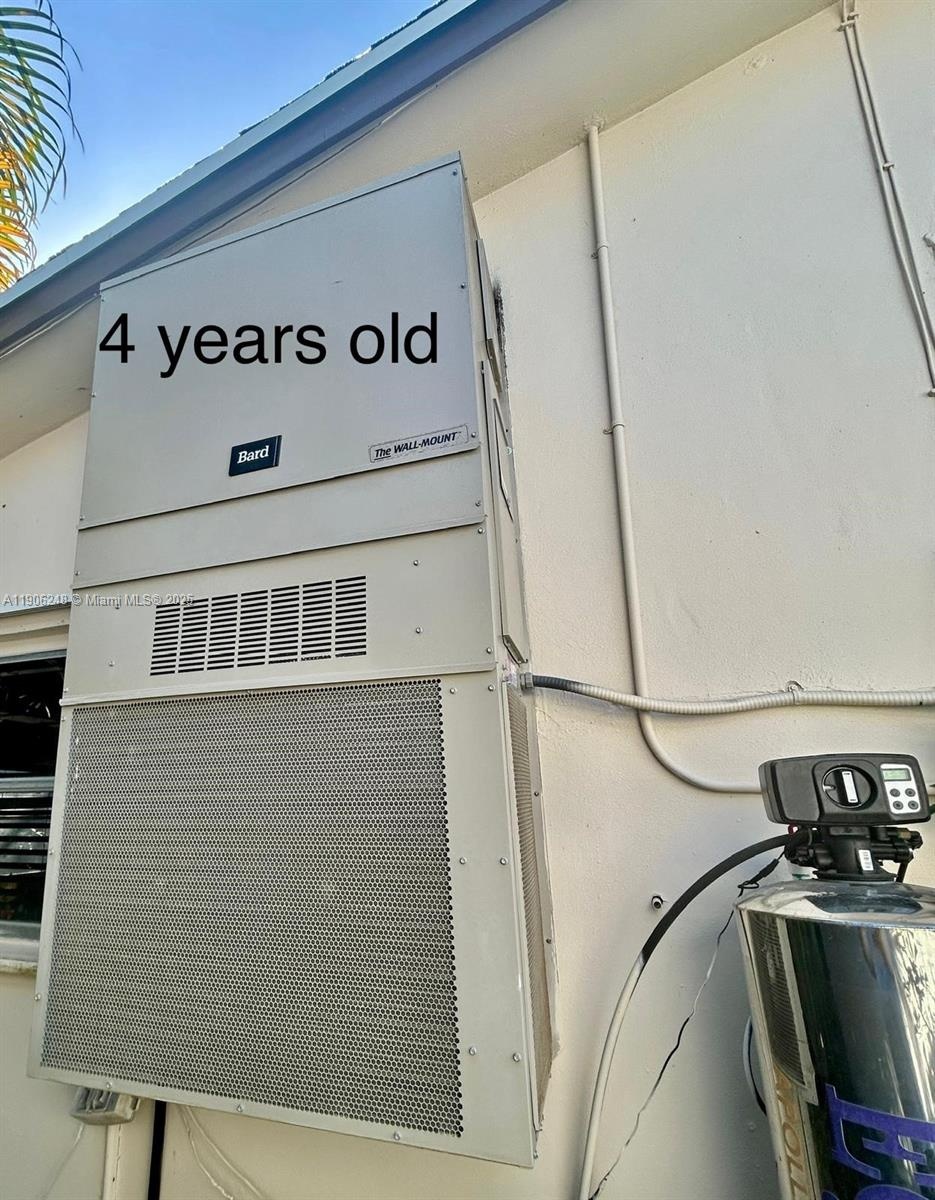 4 years old
Bard
The WALL-MOUNT
A11906248 © Miami MLS® 2025